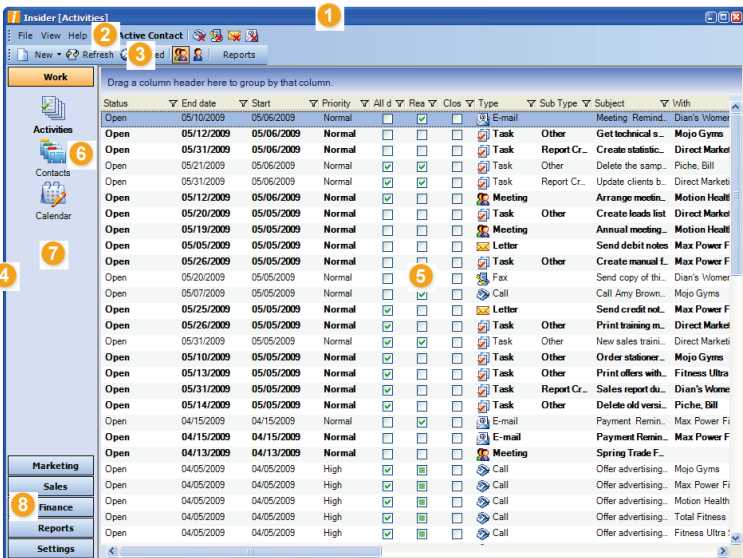 Insider [Activities]
1
File View Help 2 Active Contact
New Refresh 3 ed Reports
Work
Drag a column header here to group by that column.
Status End date Start Priority All d Rea Clos Type Sub Type Subject With
Open 05/10/2009 05/06/2009 Normal E-mail Meeting Remind... Dian's Women
Open 05/12/2009 05/06/2009 Normal Task Other Get technical s... Mojo Gyms
Open 05/31/2009 05/06/2009 Normal Task Report Cr... Create statistic... Direct Market
Open 05/21/2009 05/06/2009 Normal Task Other Delete the samp... Piche, Bill
Open 05/31/2009 05/06/2009 Normal Task Report Cr... Update clients b... Direct Marketi
Open 05/12/2009 05/06/2009 Normal Meeting Arrange meetin... Motion Healt
Open 05/20/2009 05/05/2009 Normal Task Other Create leads list Direct Market
Open 05/19/2009 05/05/2009 Normal Meeting Annual meeting... Motion Healt
Open 05/05/2009 05/05/2009 Normal Letter Send debit notes Max Power F
Open 05/26/2009 05/05/2009 Normal Task Other Create manual f... Max Power F
Open 05/20/2009 05/05/2009 Normal 5 Fax Send copy of thi... Dian's Women
Open 05/07/2009 05/05/2009 Normal Call Call Amy Brown... Mojo Gyms
Open 05/25/2009 05/05/2009 Normal Letter Send credit not... Max Power F
Open 05/26/2009 05/05/2009 Normal Task Other Print training m... Direct Market
Open 05/31/2009 05/05/2009 Normal Task Other New sales traini... Direct Marketi
Open 05/10/2009 05/05/2009 Normal Task Other Order stationer... Mojo Gyms
Open 05/13/2009 05/05/2009 Normal Task Other Print offers with... Fitness Ultra
Open 05/31/2009 05/05/2009 Normal Task Report Cr... Sales report du... Dian's Wome
Open 05/14/2009 05/05/2009 Normal Task Other Delete old versi... Piche, Bill
Open 04/15/2009 05/05/2009 Normal E-mail Payment Remin... Max Power Fi
Open 04/15/2009 04/15/2009 Normal E-mail Payment Remin... Max Power F
Open 04/13/2009 04/13/2009 Normal Meeting Spring Trade F...
Open 04/05/2009 04/05/2009 High Call Offer advertising... Mojo Gyms
Open 04/05/2009 04/05/2009 High Call Offer advertising... Max Power Fi
Open 04/05/2009 04/05/2009 High Call Offer advertising... Motion Health
Open 04/05/2009 04/05/2009 High Call Offer advertising... Total Fitness
Open 04/05/2009 04/05/2009 High Call Offer advertising... Fitness Ultra
Activities
6
Contacts
Calendar
7
4
Marketing
Sales
8 Finance
Reports
Settings